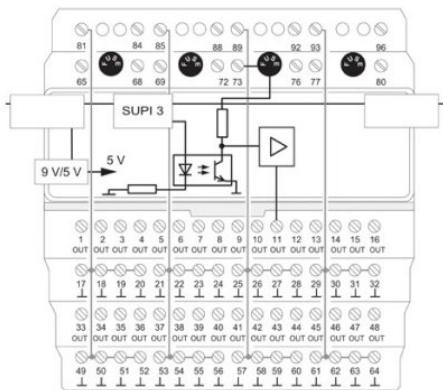 81 84 85 88 89 92 93 96
FUSE FUSE FUSE FUSE
65 68 69 72 73 76 77 80
SUPI 3
9 V/5 V 5 V
1 2 3 4 5 6 7 8 9 10 11 12 13 14 15 16
OUT OUT OUT OUT OUT OUT OUT OUT OUT OUT OUT OUT OUT OUT OUT OUT
17 18 19 20 21 22 23 24 25 26 27 28 29 30 31 32
33 34 35 36 37 38 39 40 41 42 43 44 45 46 47 48
OUT OUT OUT OUT OUT OUT OUT OUT OUT OUT OUT OUT OUT OUT OUT OUT
49 50 51 52 53 54 55 56 57 58 59 60 61 62 63 64